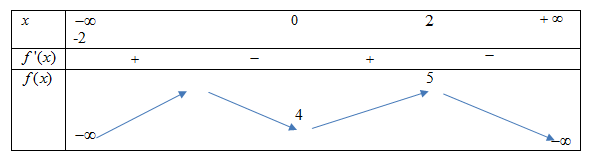 x −∞ 0 2 +∞
-2
f'(x) + − + −
f(x) 5
4
−∞ −∞